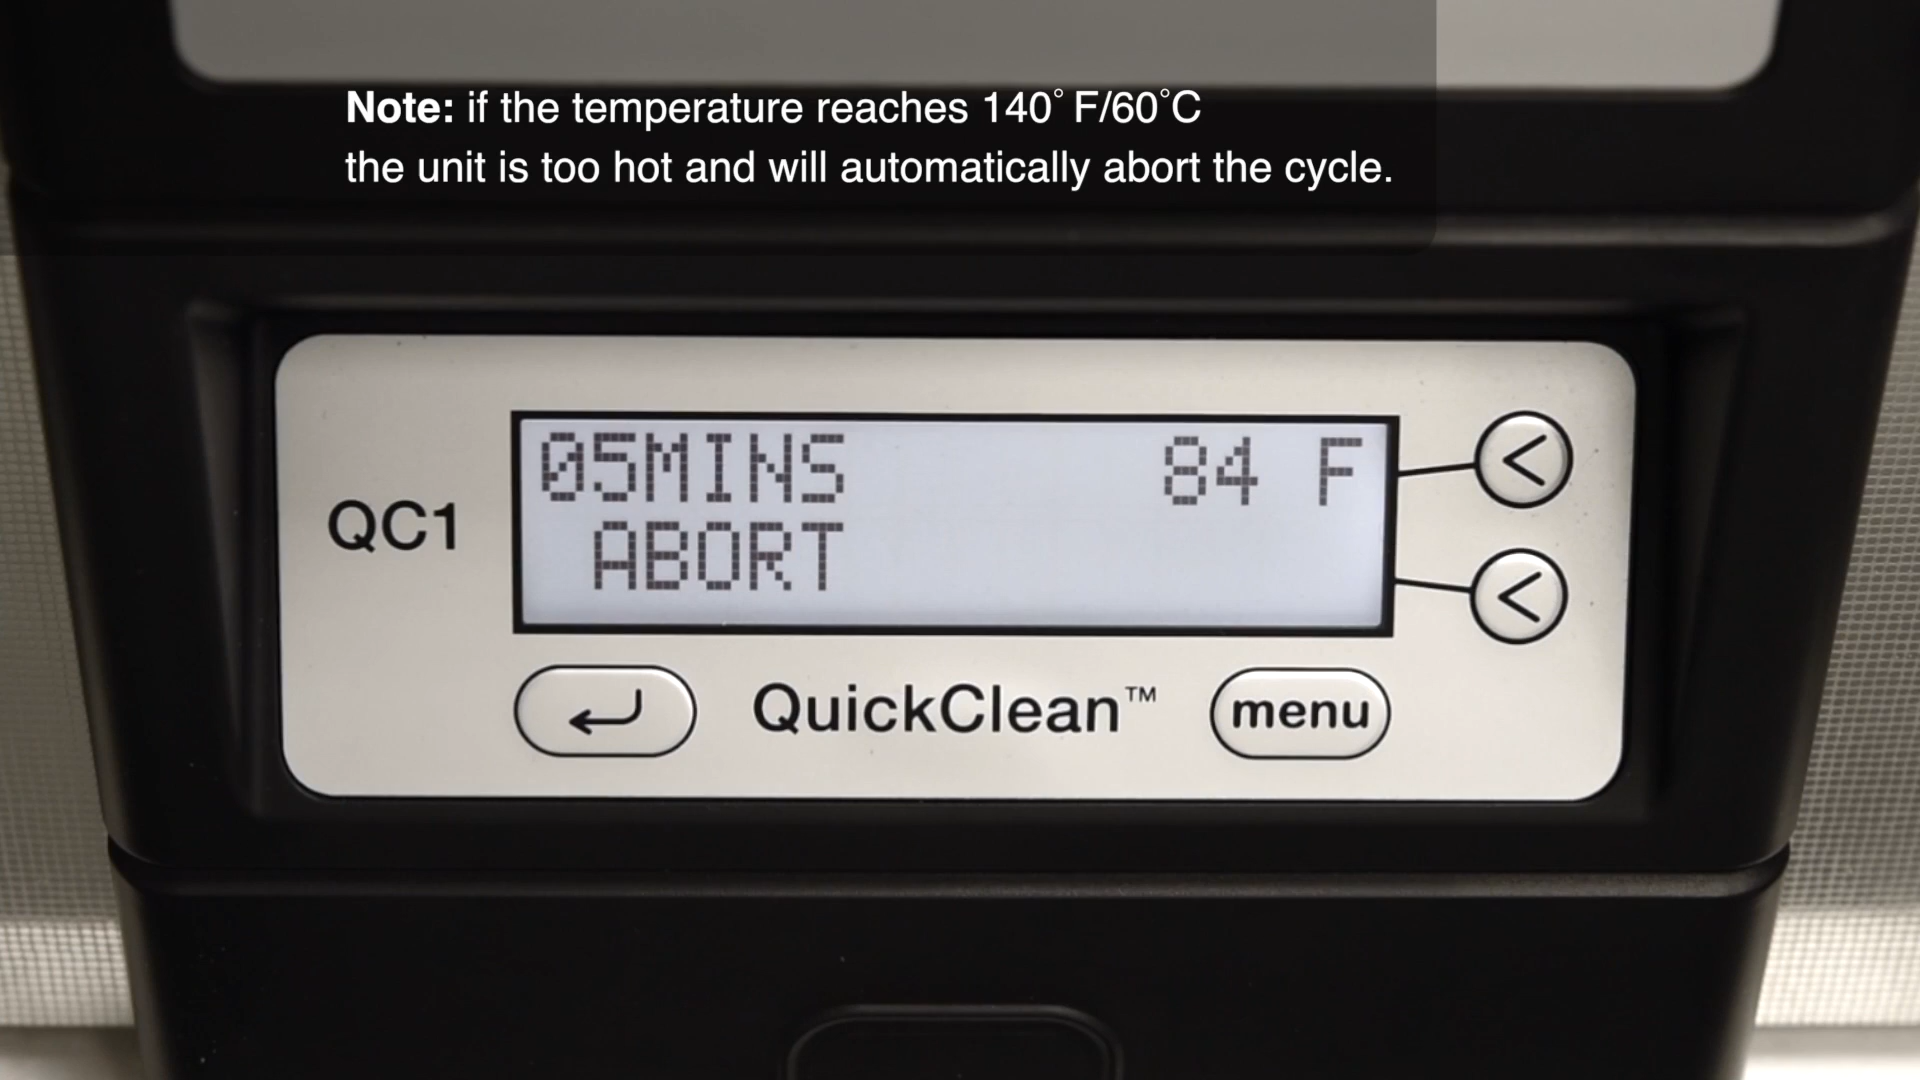 Note: if the temperature reaches 140° F/60°C
the unit is too hot and will automatically abort the cycle.
05MINS 84 F
ABORT
QC1
QuickClean™ menu